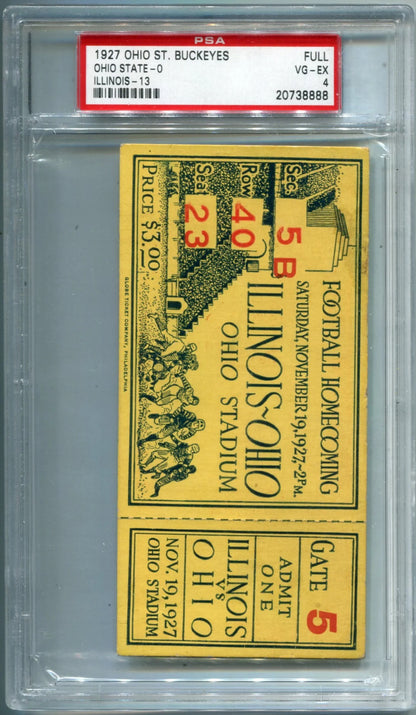 PSA
1927 OHIO ST. BUCKEYES FULL
OHIO STATE-0 VG-EX
ILLINOIS-13 4
20738888
FOOTBALL HOMECOMING
SATURDAY, NOVEMBER 19, 1927~2 P.M.
ILLINOIS~OHIO
OHIO STADIUM
Sec. 5 B
Row 40
Seat 23
PRICE $3.00
GLOBE TICKET COMPANY, PHILADELPHIA
GATE 5
ADMIT
ONE
ILLINOIS
VS
OHIO
NOV. 19, 1927
OHIO STADIUM